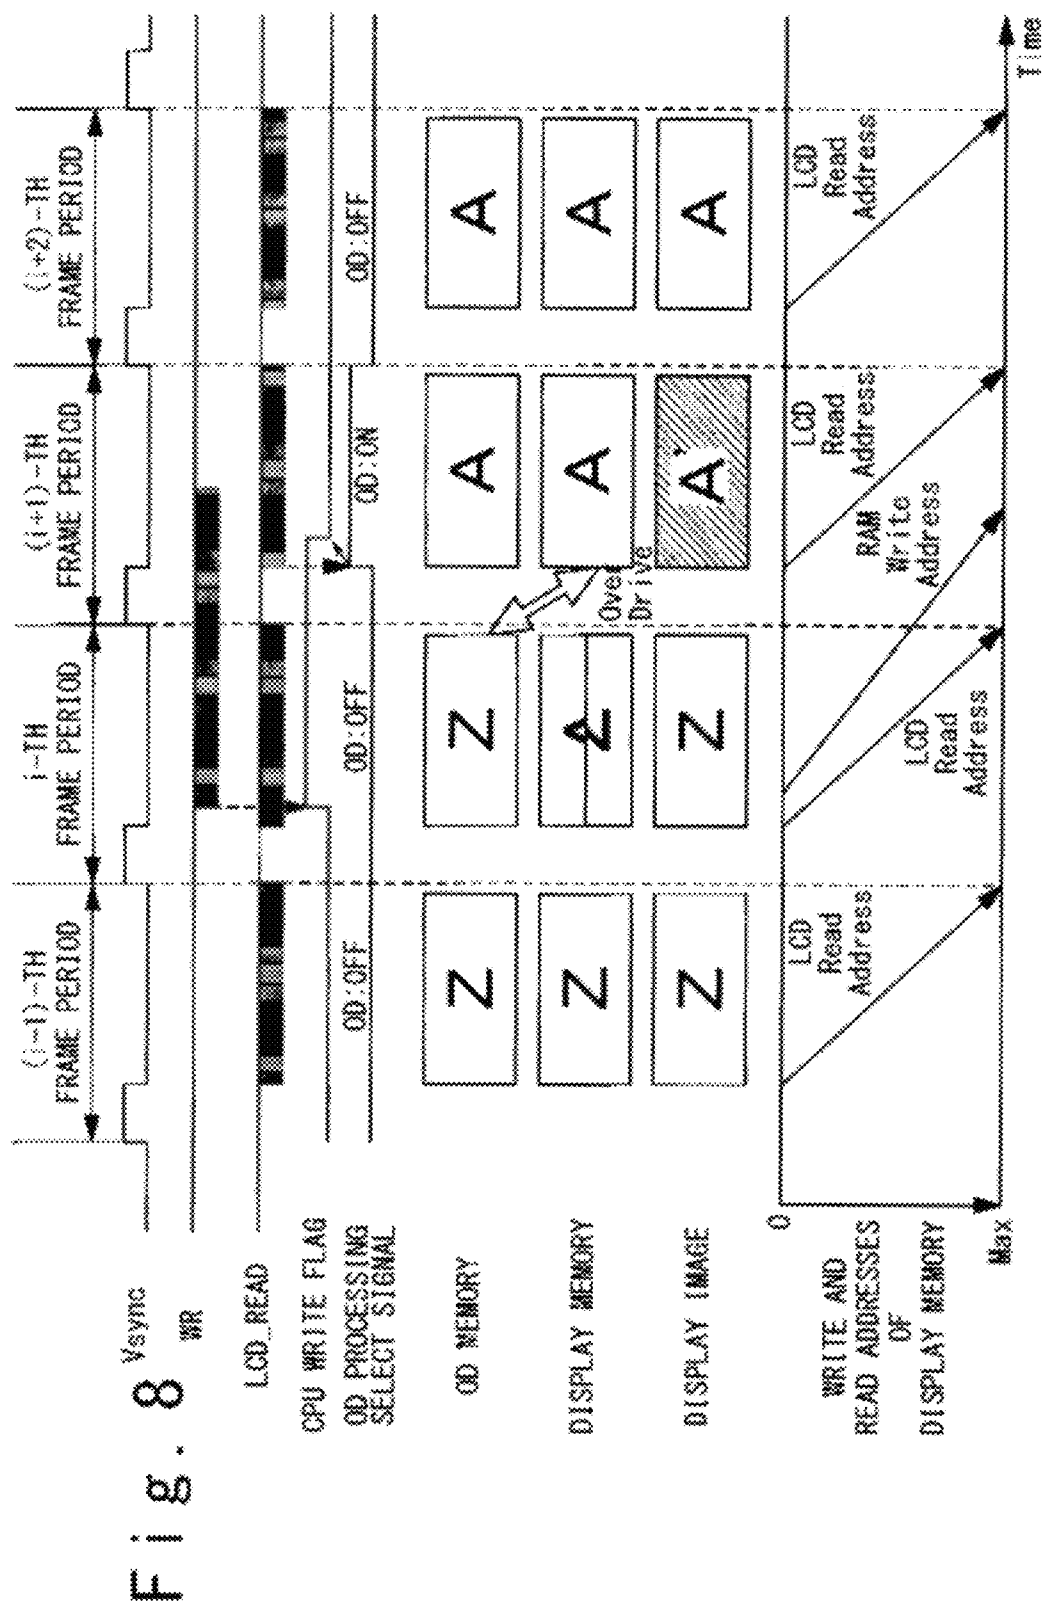 Fig. 8
(i-1)-TH
FRAME PERIOD
i-TH
FRAME PERIOD
(i+1)-TH
FRAME PERIOD
(i+2)-TH
FRAME PERIOD
Vsync
WR
LCD_READ
CPU WRITE FLAG
OD PROCESSING
SELECT SIGNAL
OD:OFF
OD:OFF
OD:ON
OD:OFF
OD MEMORY
Z
Z
A
A
DISPLAY MEMORY
Z
A
Z
A
A
Over
Drive
DISPLAY IMAGE
Z
Z
A
A
WRITE AND
READ ADDRESSES
OF
DISPLAY MEMORY
0
Max
LCD
Read
Address
LCD
Read
Address
RAM
Write
Address
LCD
Read
Address
LCD
Read
Address
Time